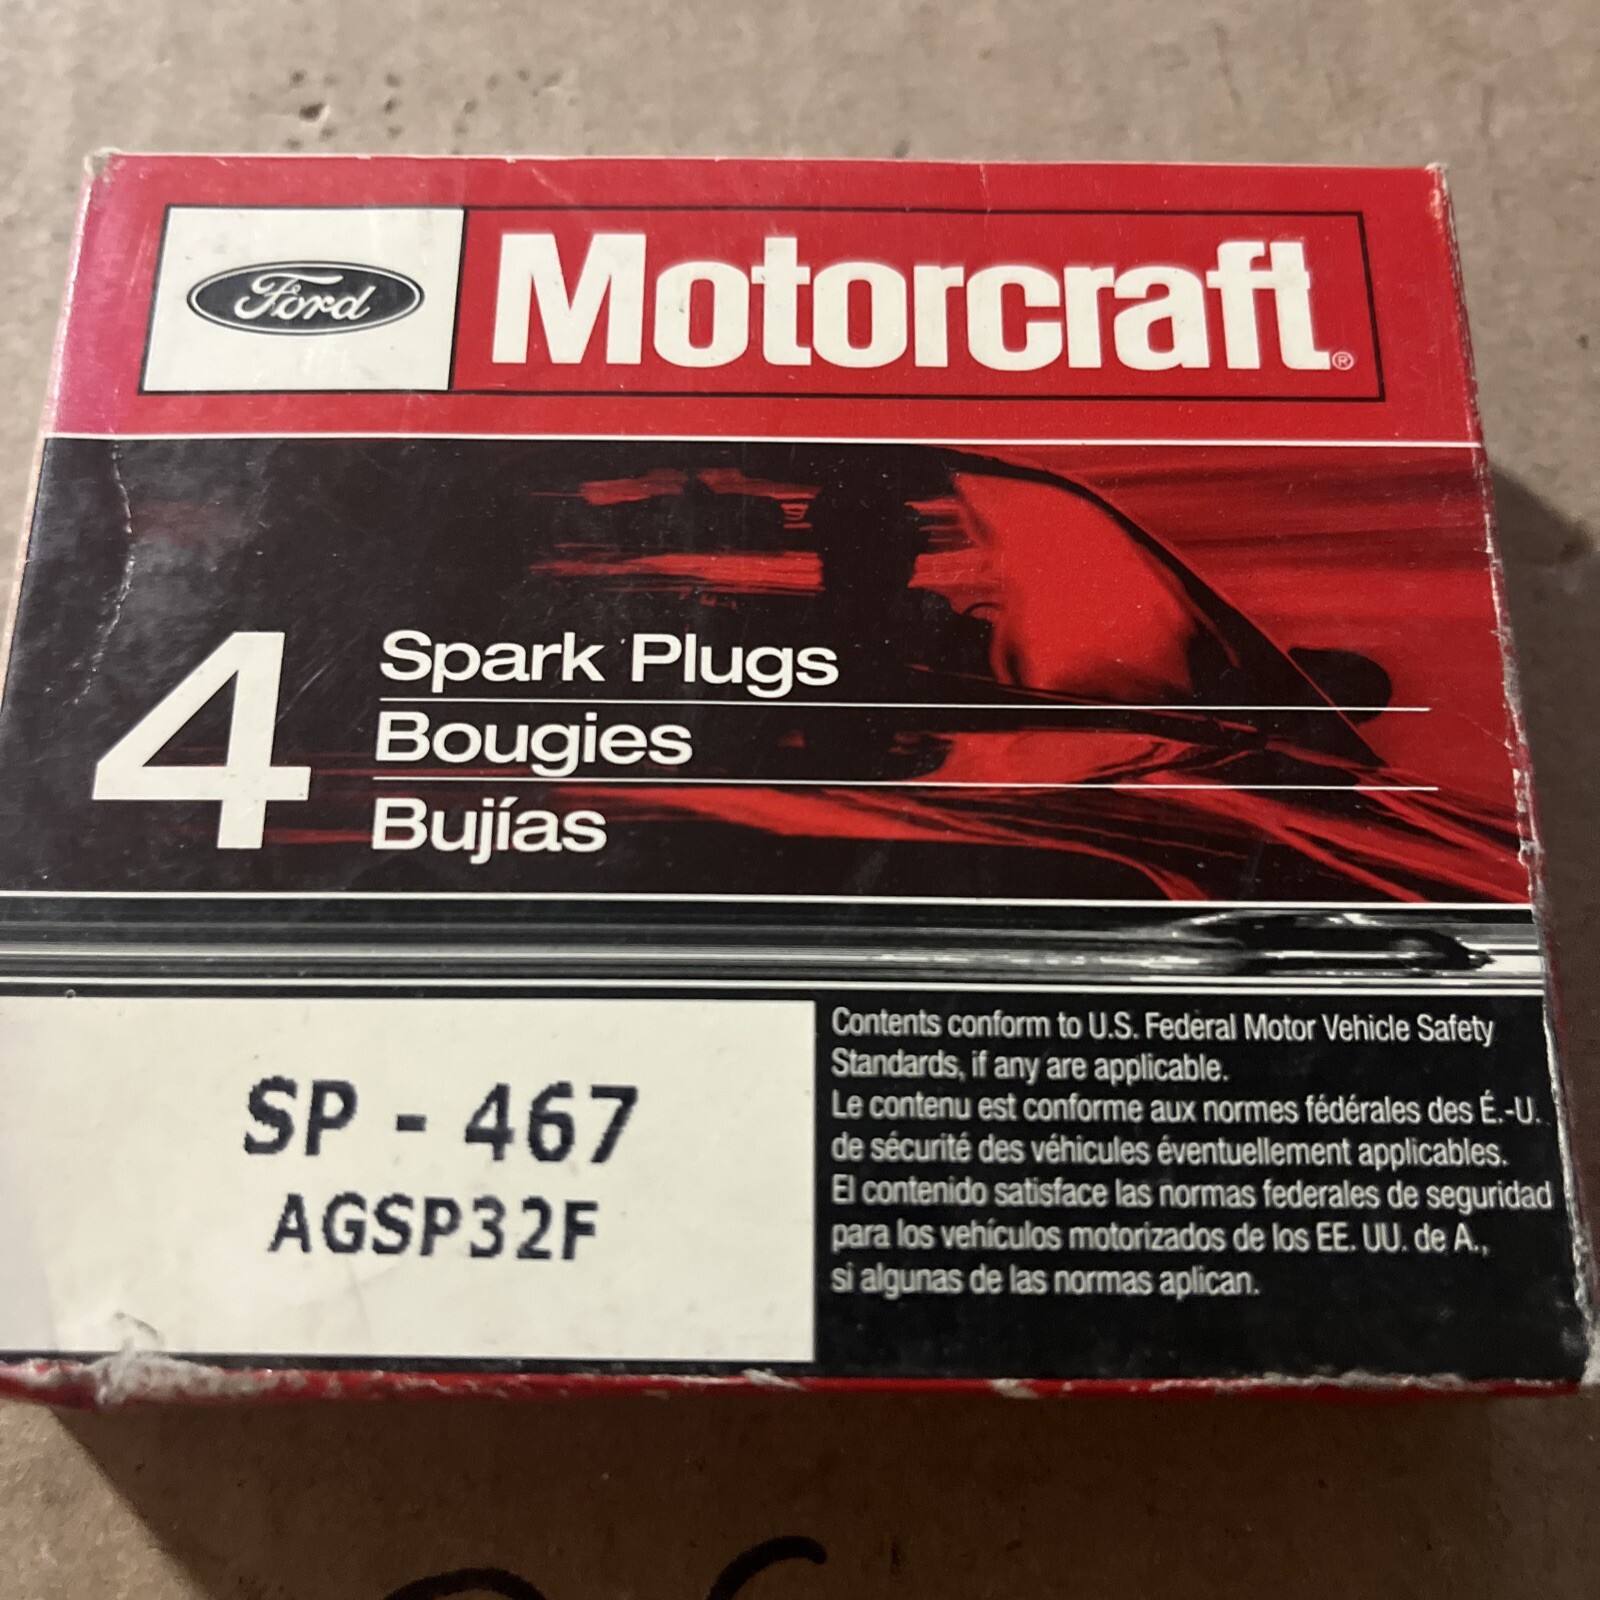 Ford
Motorcraft®
4
Spark Plugs
Bougies
Bujías
SP - 467
AGSP32F
Contents conform to U.S. Federal Motor Vehicle Safety
Standards, if any are applicable.
Le contenu est conforme aux normes fédérales des É.-U.
de sécurité des véhicules éventuellement applicables.
El contenido satisface las normas federales de seguridad
para los vehículos motorizados de los EE. UU. de A.,
si algunas de las normas aplican.